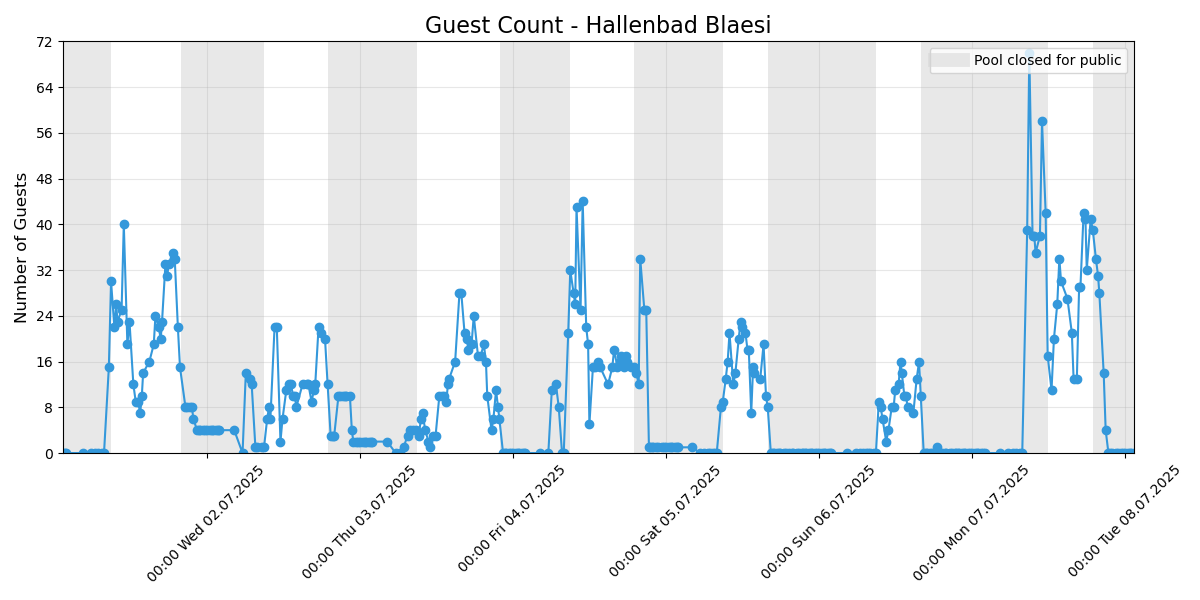 Guest Count - Hallenbad Blaesi
Pool closed for public
Number of Guests
72
64
56
48
40
32
24
16
8
0
00:00 Wed 02.07.2025
00:00 Thu 03.07.2025
00:00 Fri 04.07.2025
00:00 Sat 05.07.2025
00:00 Sun 06.07.2025
00:00 Mon 07.07.2025
00:00 Tue 08.07.2025